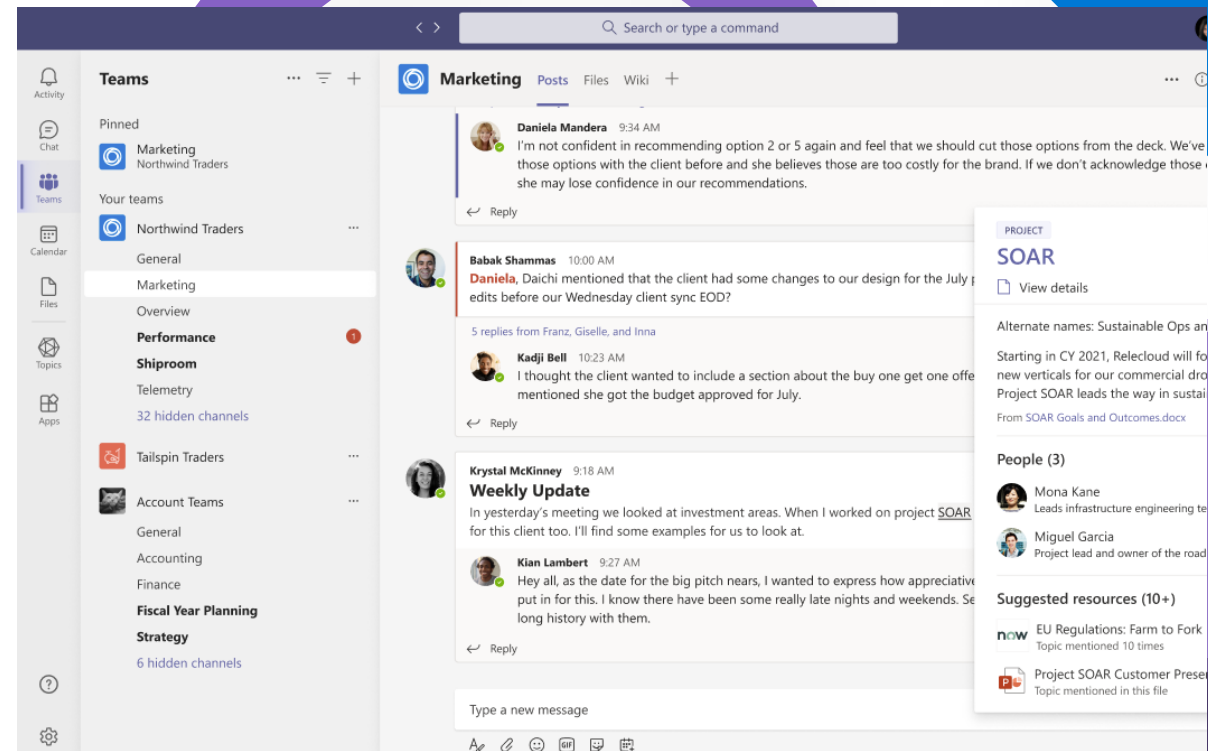 Search or type a command
Activity
Chat
Teams
Calendar
Files
Topics
Apps
Teams
Pinned
Marketing
Northwind Traders
Your teams
Northwind Traders
General
Marketing
Overview
Performance
1
Shiproom
Telemetry
32 hidden channels
Tailspin Traders
Account Teams
General
Accounting
Finance
Fiscal Year Planning
Strategy
6 hidden channels
Marketing Posts Files Wiki
Daniela Mandera 9:34 AM
I'm not confident in recommending option 2 or 5 again and feel that we should cut those options from the deck. We've
those options with the client before and she believes those are too costly for the brand. If we don't acknowledge those
she may lose confidence in our recommendations.
Reply
Babak Shammas 10:00 AM
Daniela, Daichi mentioned that the client had some changes to our design for the July
edits before our Wednesday client sync EOD?
5 replies from Franz, Giselle, and Inna
Kadji Bell 10:23 AM
I thought the client wanted to include a section about the buy one get one offe
mentioned she got the budget approved for July.
Reply
Krystal McKinney 9:18 AM
Weekly Update
In yesterday's meeting we looked at investment areas. When I worked on project SOAR
for this client too. I'll find some examples for us to look at.
Kian Lambert 9:27 AM
Hey all, as the date for the big pitch nears, I wanted to express how appreciative
put in for this. I know there have been some really late nights and weekends. Se
long history with them.
Reply
Type a new message
GIF
PROJECT
SOAR
View details
Alternate names: Sustainable Ops an
Starting in CY 2021, Relecloud will fo
new verticals for our commercial dro
Project SOAR leads the way in sustai
From SOAR Goals and Outcomes.docx
People (3)
Mona Kane
Leads infrastructure engineering te
Miguel Garcia
Project lead and owner of the road
Suggested resources (10+)
now
EU Regulations: Farm to Fork
Topic mentioned 10 times
P
Project SOAR Customer Prese
Topic mentioned in this file